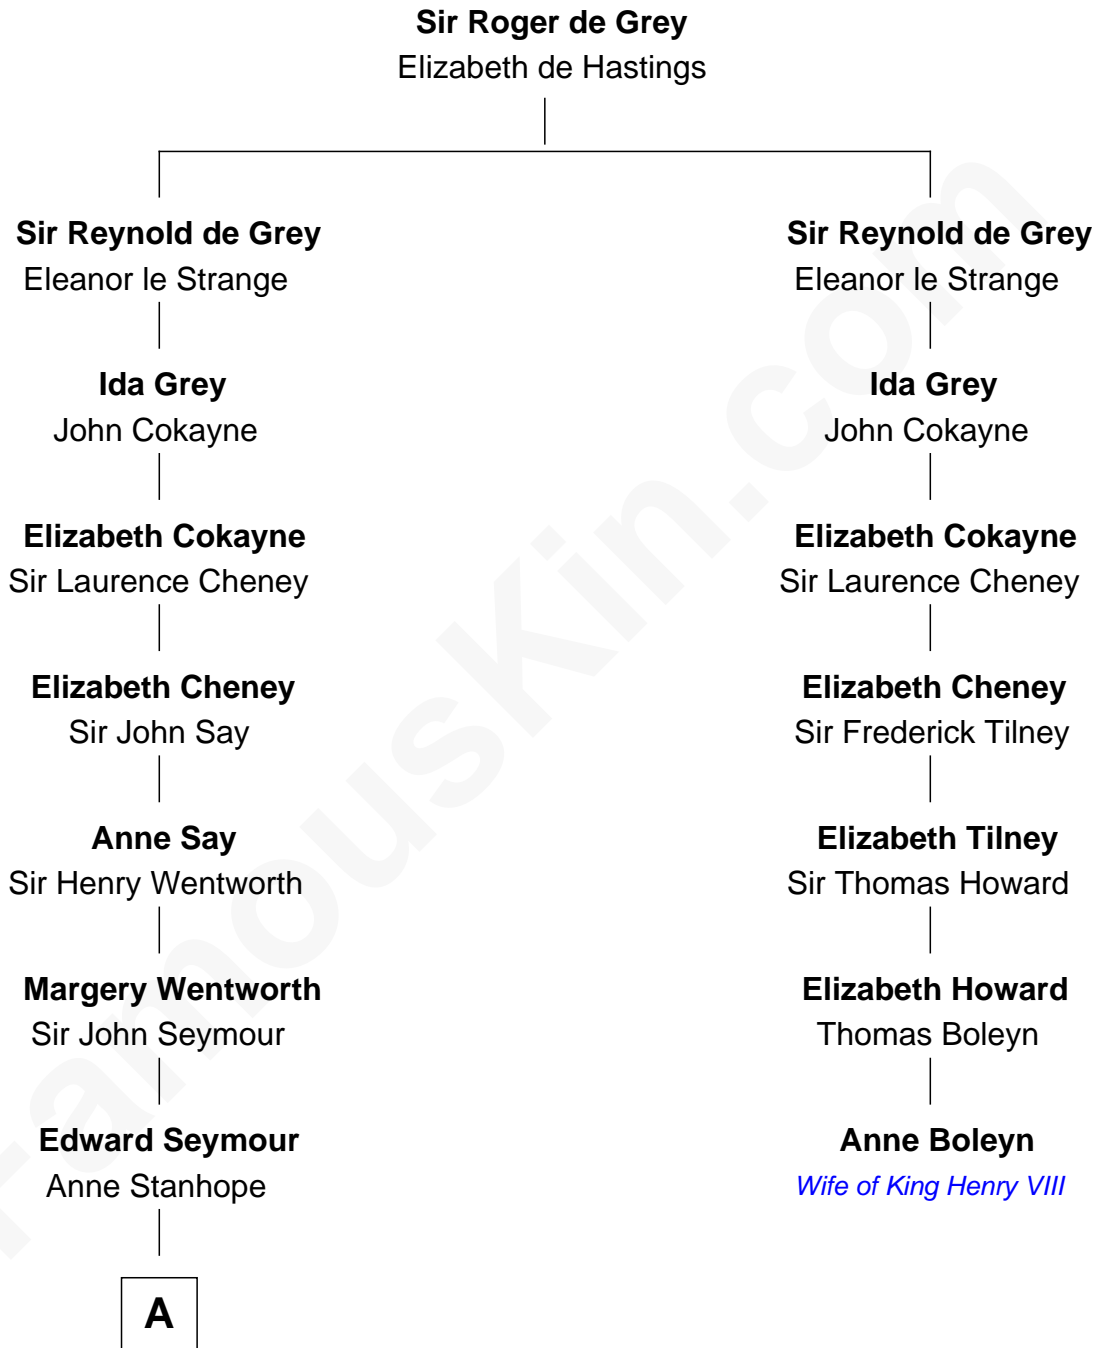 Sir Roger de Grey
Elizabeth de Hastings
Sir Reynold de Grey
Eleanor le Strange
Sir Reynold de Grey
Eleanor le Strange
Ida Grey
John Cokayne
Ida Grey
John Cokayne
Elizabeth Cokayne
Sir Laurence Cheney
Elizabeth Cokayne
Sir Laurence Cheney
Elizabeth Cheney
Sir John Say
Elizabeth Cheney
Sir Frederick Tilney
Anne Say
Sir Henry Wentworth
Elizabeth Tilney
Sir Thomas Howard
Margery Wentworth
Sir John Seymour
Elizabeth Howard
Thomas Boleyn
Edward Seymour
Anne Stanhope
Anne Boleyn
Wife of King Henry VIII
A
FamousKin.com